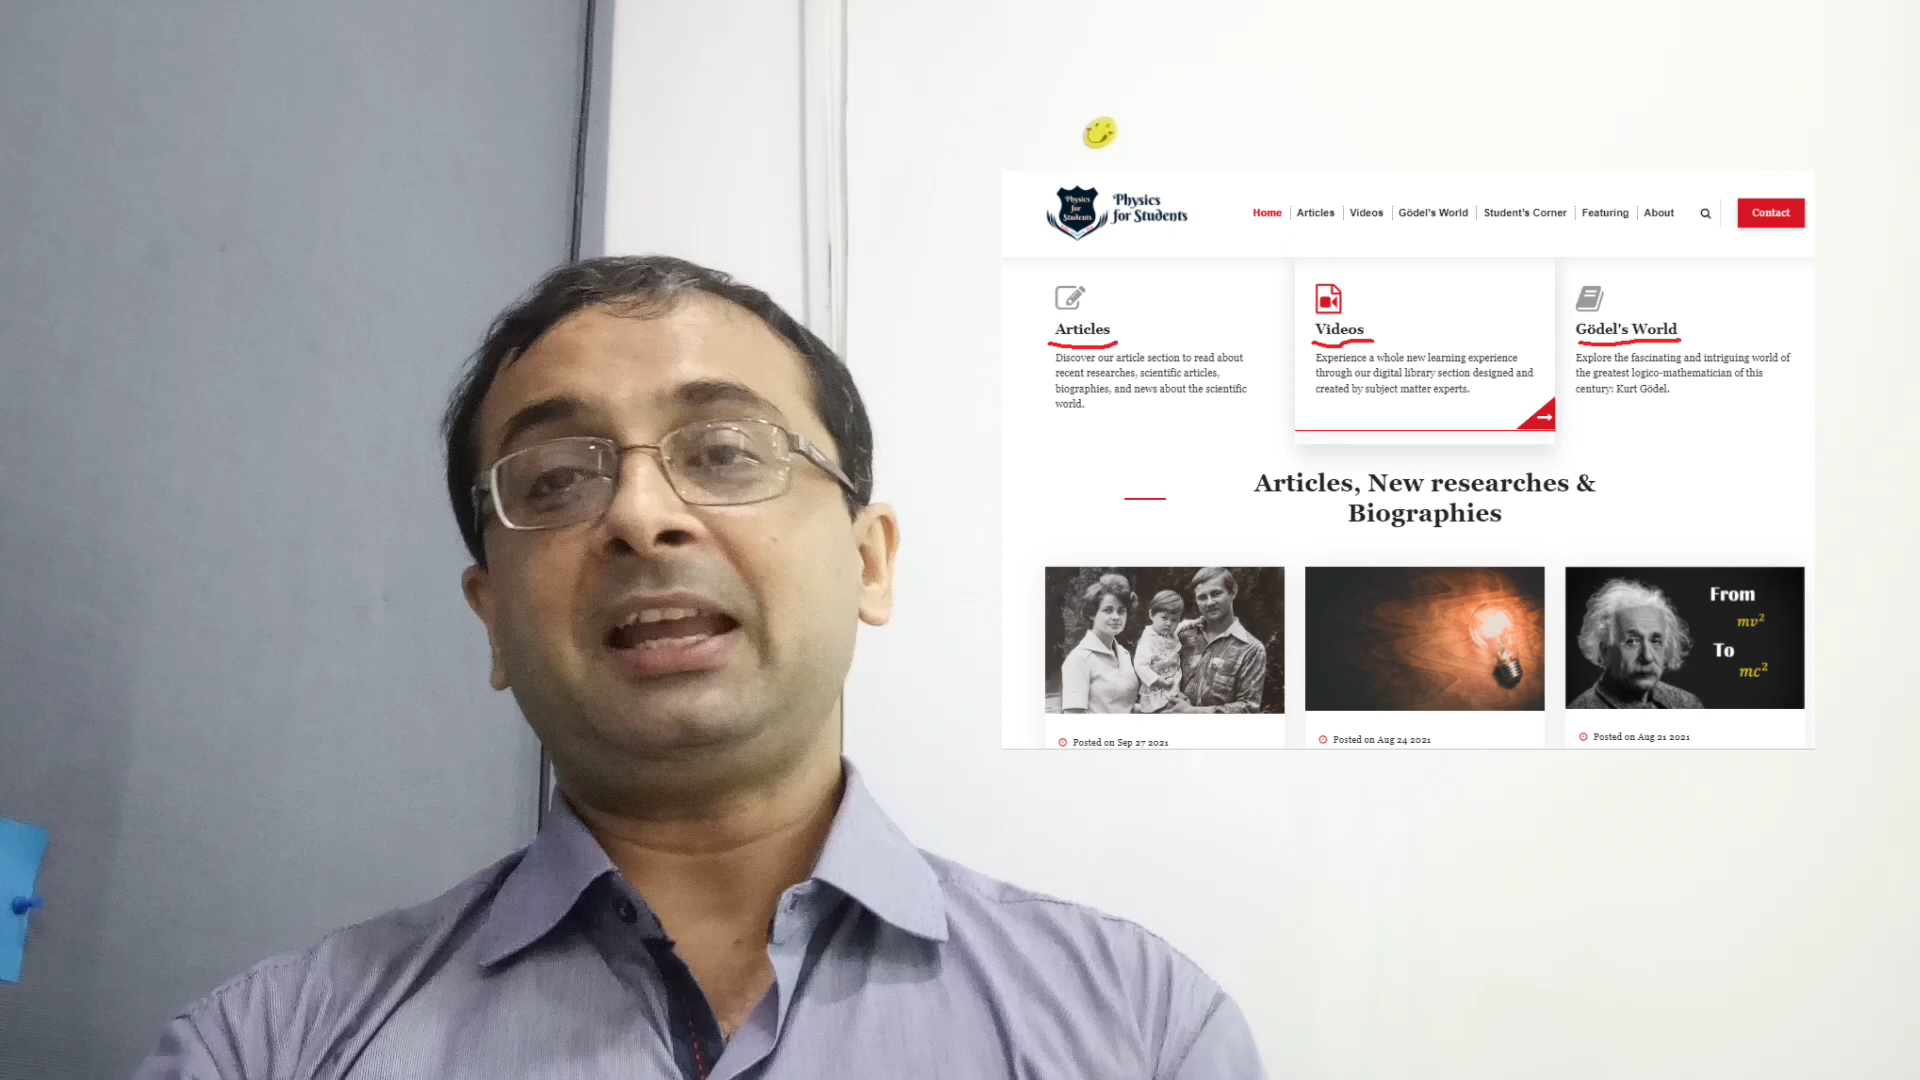 Physics
for
Students
Physics
for Students
Home
Articles
Videos
Gödel's World
Student's Corner
Featuring
About
Contact
Articles
Discover our article section to read about
recent researches, scientific articles,
biographies, and news about the scientific
world.
Videos
Experience a whole new learning experience
through our digital library section designed and
created by subject matter experts.
Gödel's World
Explore the fascinating and intriguing world of
the greatest logico-mathematician of this
century: Kurt Gödel.
Articles, New researches &
Biographies
From
mv²
To
mc²
Posted on Sep 27 2021
Posted on Aug 24 2021
Posted on Aug 21 2021